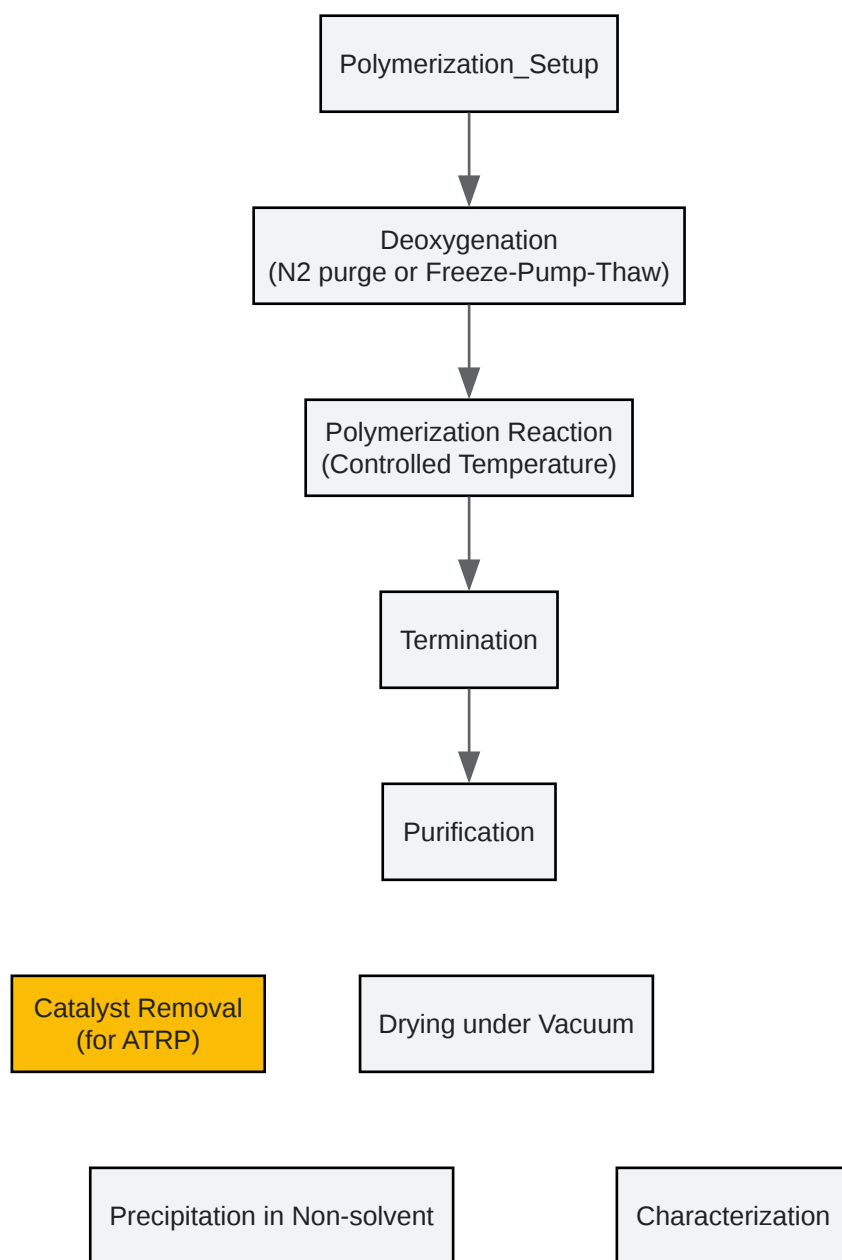 Polymerization_Setup
Deoxygenation
(N2 purge or Freeze-Pump-Thaw)
Polymerization Reaction
(Controlled Temperature)
Termination
Purification
Catalyst Removal
(for ATRP)
Drying under Vacuum
Precipitation in Non-solvent
Characterization